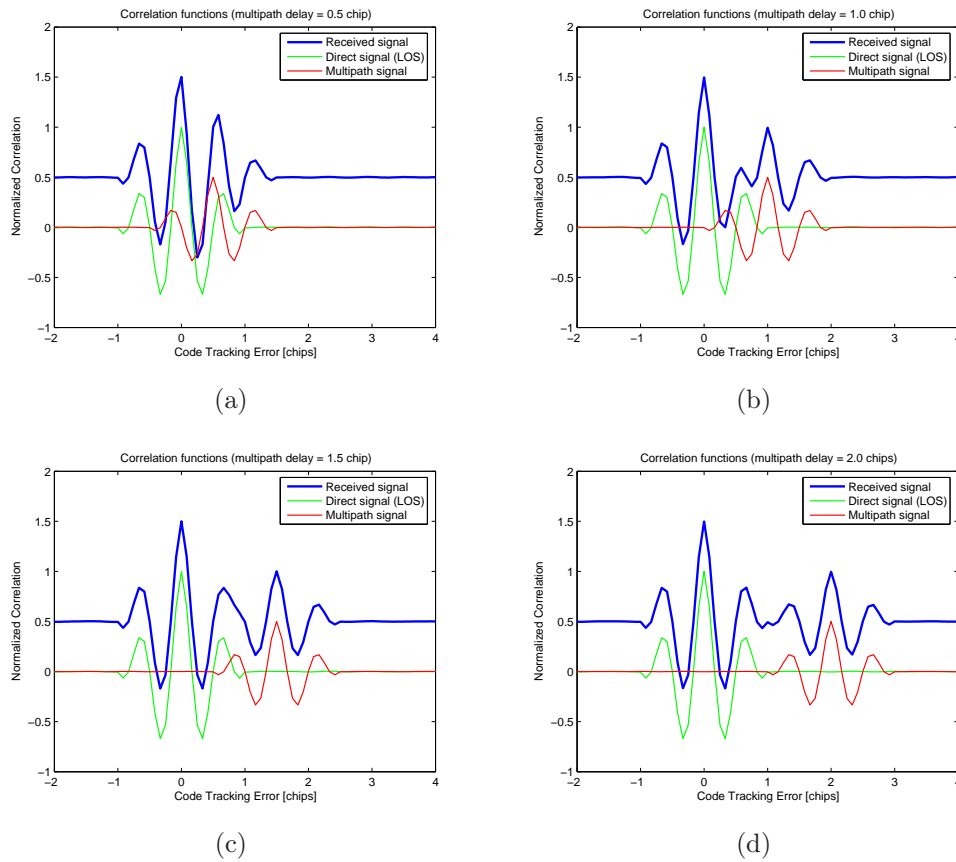 Correlation functions (multipath delay = 0.5 chip)
2
1.5
1
0.5
0
−0.5
−1
Normalized Correlation
Received signal
Direct signal (LOS)
Multipath signal
−2 −1 0 1 2 3 4
Code Tracking Error [chips]
(a)
Correlation functions (multipath delay = 1.0 chip)
2
1.5
1
0.5
0
−0.5
−1
Normalized Correlation
Received signal
Direct signal (LOS)
Multipath signal
−2 −1 0 1 2 3 4
Code Tracking Error [chips]
(b)
Correlation functions (multipath delay = 1.5 chip)
2
1.5
1
0.5
0
−0.5
−1
Normalized Correlation
Received signal
Direct signal (LOS)
Multipath signal
−2 −1 0 1 2 3 4
Code Tracking Error [chips]
(c)
Correlation functions (multipath delay = 2.0 chips)
2
1.5
1
0.5
0
−0.5
−1
Normalized Correlation
Received signal
Direct signal (LOS)
Multipath signal
−2 −1 0 1 2 3 4
Code Tracking Error [chips]
(d)